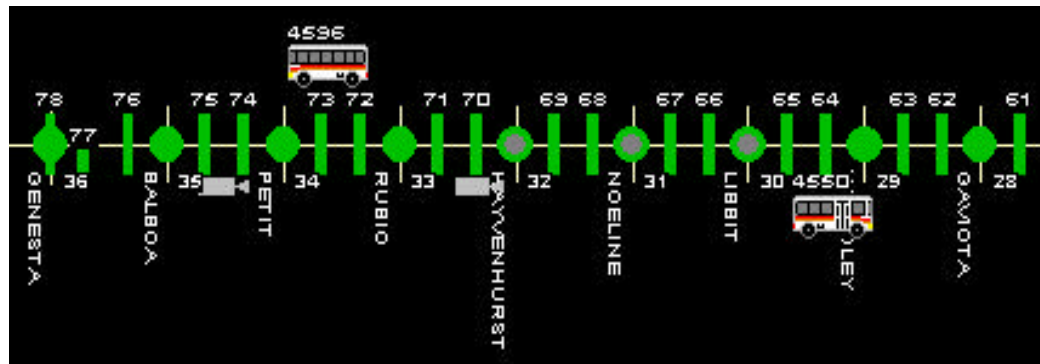 4596
78 77 76 75 74 73 72 71 70 69 68 67 66 65 64 63 62 61
36 35 34 33 32 31 30 29 28
4550
GENESTA
BALBOA
PETIT
RUBIO
HAYVENHURST
NOELINE
LIBBIT
GAVIOTA